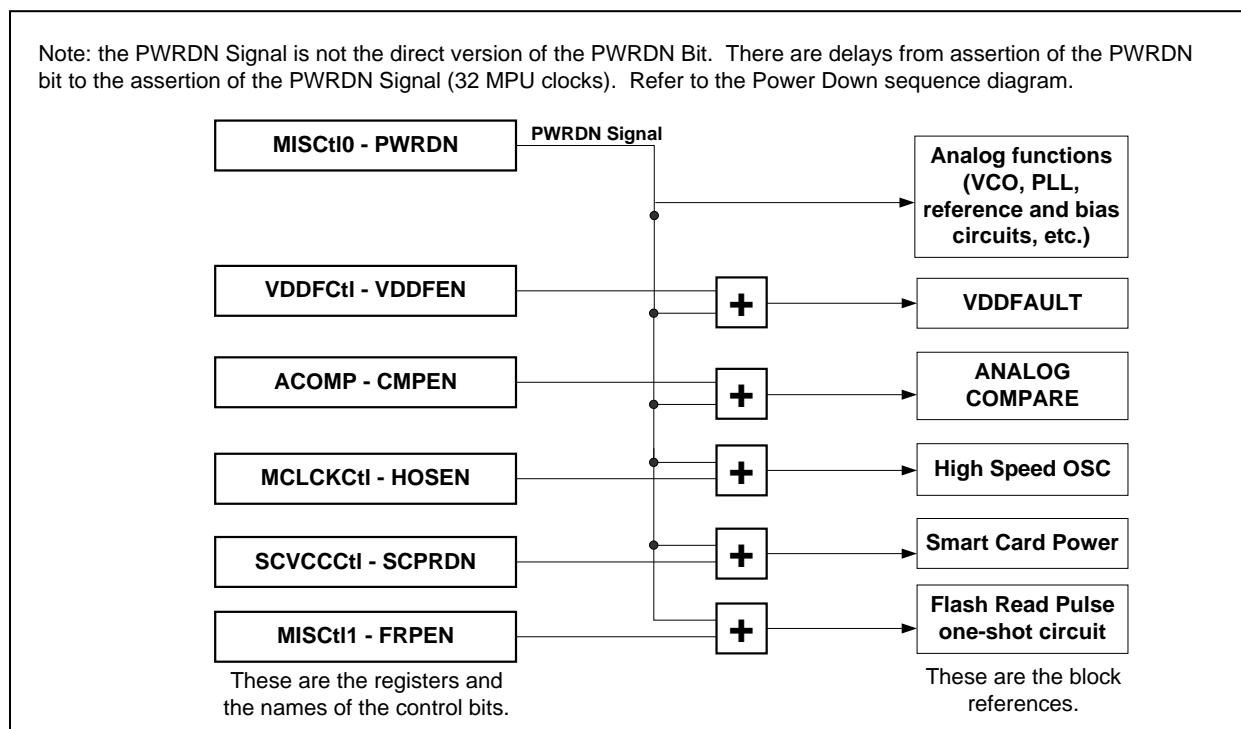 Note: the PWRDN Signal is not the direct version of the PWRDN Bit.  There are delays from assertion of the PWRDN
bit to the assertion of the PWRDN Signal (32 MPU clocks).  Refer to the Power Down sequence diagram.
MISCtl0 - PWRDN
PWRDN Signal
Analog functions
(VCO, PLL,
reference and bias
circuits, etc.)
VDDFCtl - VDDFEN
+
VDDFAULT
ACOMP - CMPEN
+
ANALOG
COMPARE
MCLCKCtl - HOSEN
+
High Speed OSC
SCVCCCtl - SCPRDN
+
Smart Card Power
MISCtl1 - FRPEN
+
Flash Read Pulse
one-shot circuit
These are the registers and
the names of the control bits.
These are the block
references.